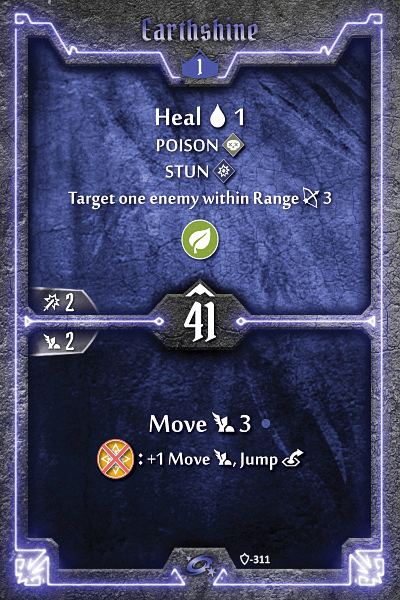 Earthshine
1
Heal 1
POISON
STUN
Target one enemy within Range 3
2
41
2
Move 3
: +1 Move , Jump
-311